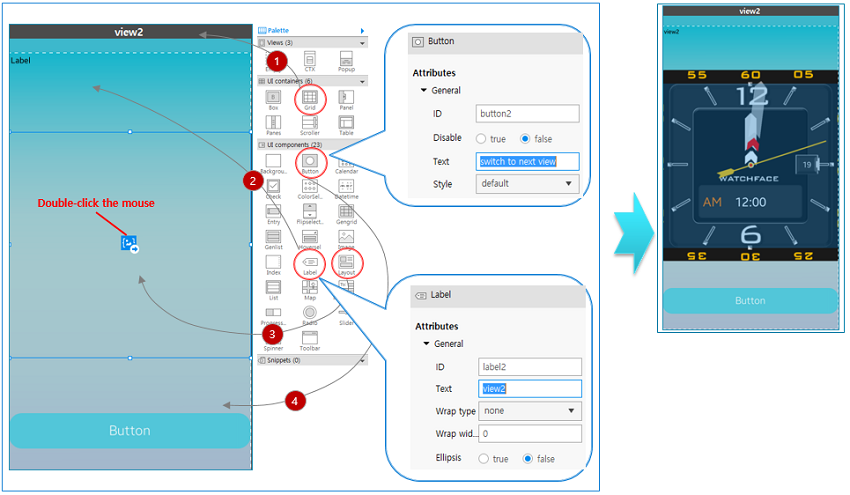 view2
Label
Double-click the mouse
Button
Palette
Views (3)
CTX
Popup
UI containers (6)
Box
Grid
Panel
Panes
Scroller
Table
UI components (23)
Backgrou...
Button
Calendar
Check
ColorSel...
Datetime
Entry
Flipselect...
Gengrid
Genlist
Hoversel
Image
Index
Label
Layout
List
Map
Progress...
Radio
Slider
Spinner
Toolbar
Snippets (0)
1
2
3
4
Button
Attributes
General
ID
button2
Disable
true
false
Text
switch to next view
Style
default
Label
Attributes
General
ID
label2
Text
view2
Wrap type
none
Wrap wid...
0
Ellipsis
true
false
view2
view2
55 60 05
12
19
WATCHFACE
AM 12:00
6
35 30 25
Button